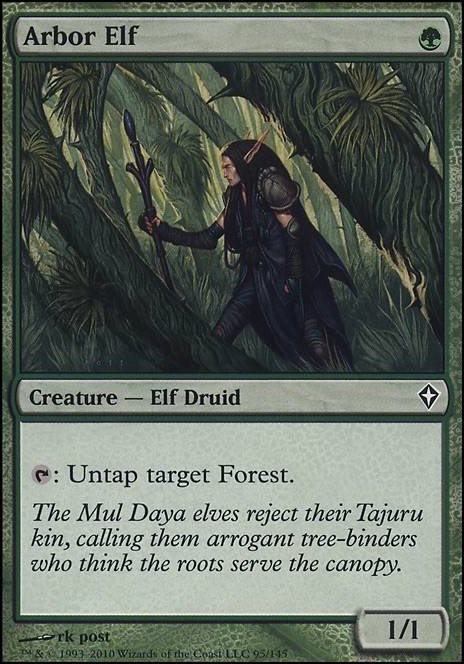 Arbor Elf
POST
Creature — Elf Druid
: Untap target Forest.
The Mul Daya elves reject their Tajuru
kin, calling them arrogant tree-binders
who think the roots serve the canopy.
rk post
1/1
™ & © 1993–2010 Wizards of the Coast LLC 95/145